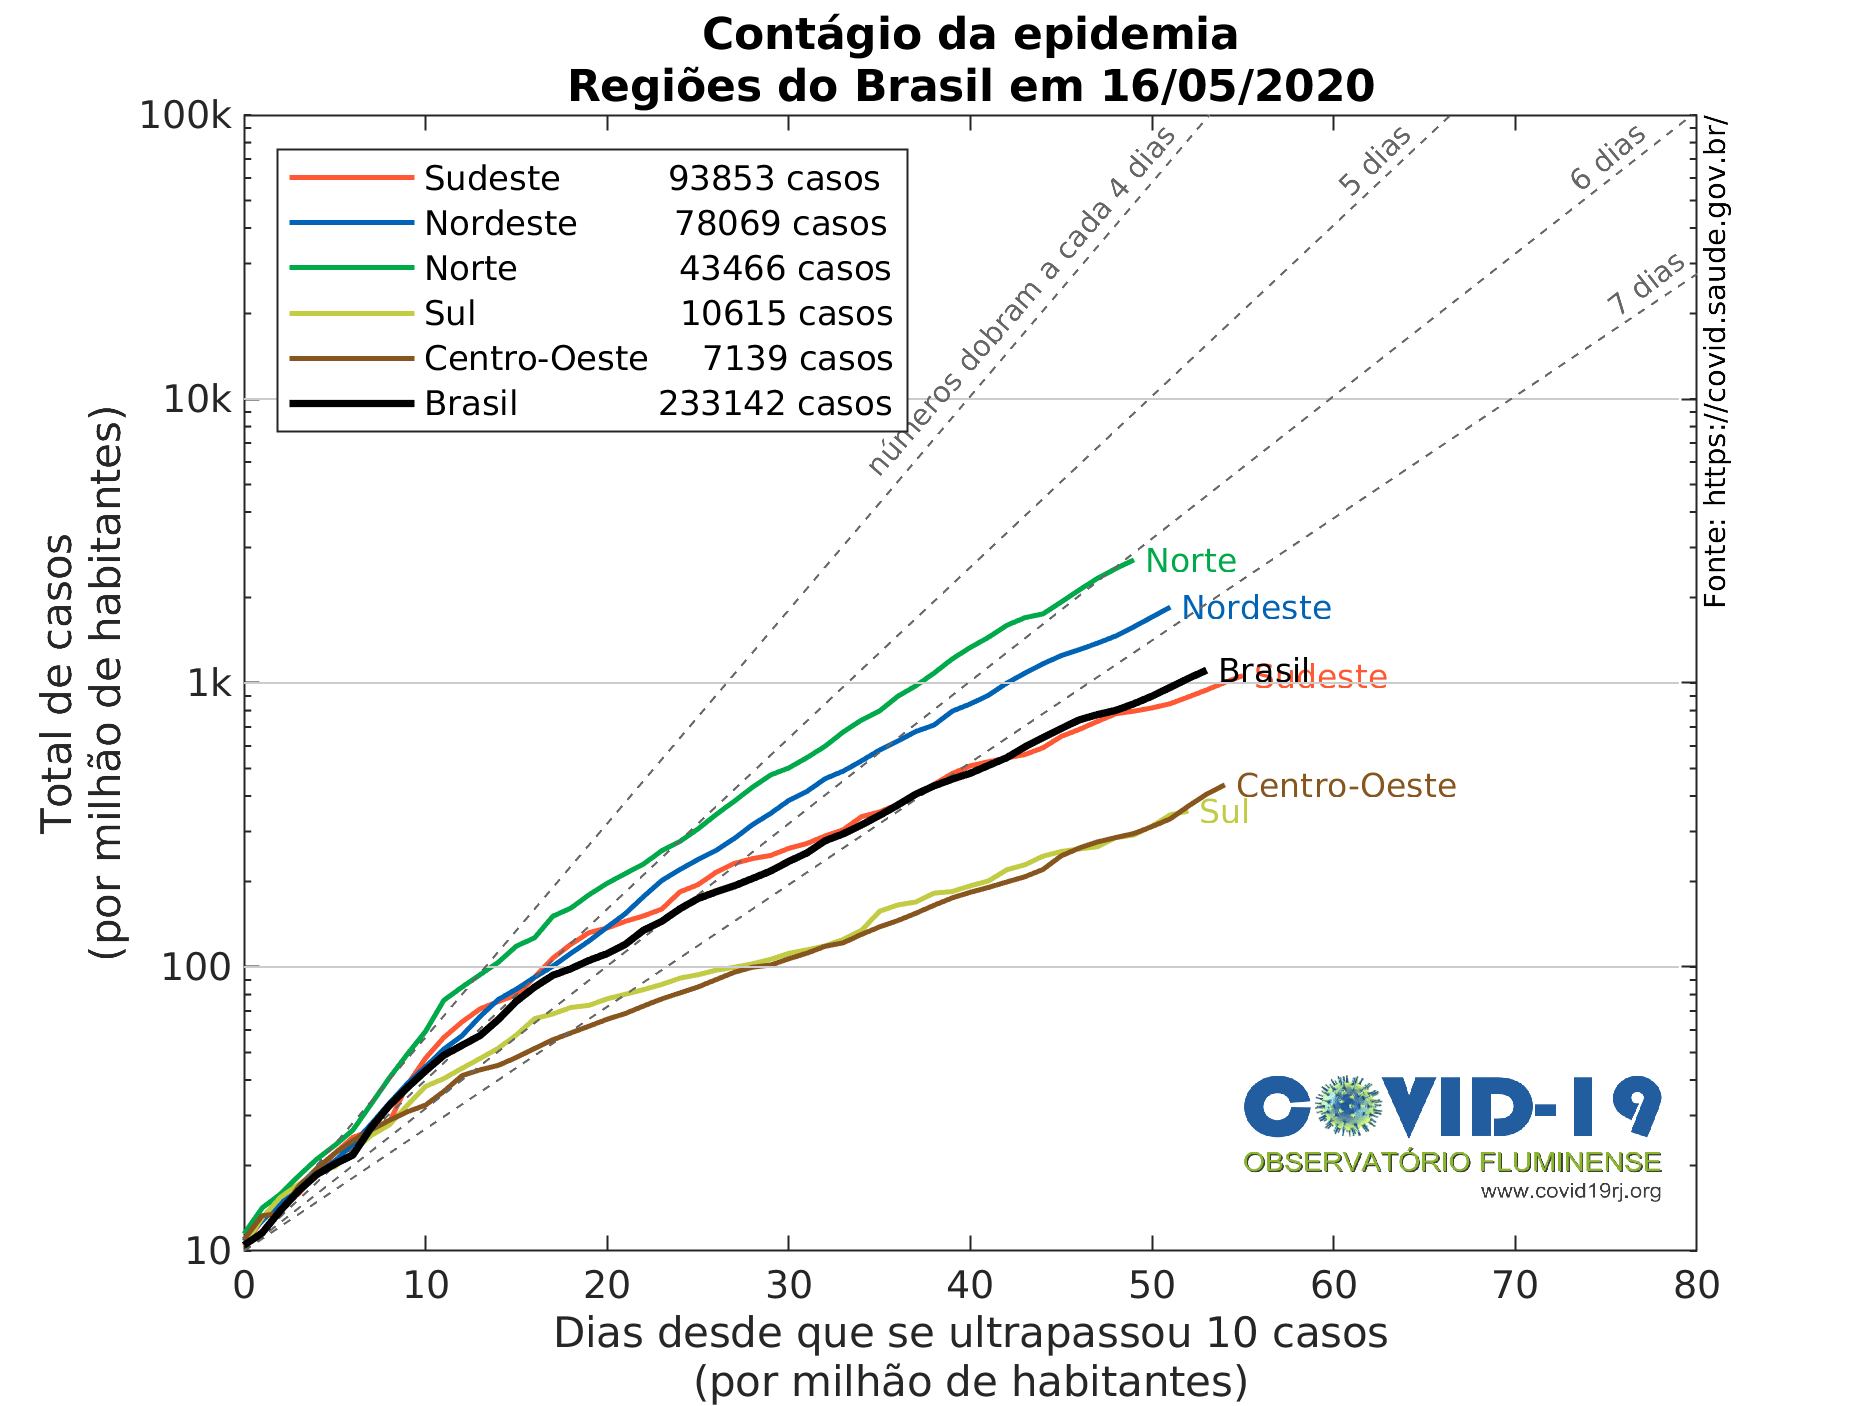 Contágio da epidemia
Regiões do Brasil em 16/05/2020
100k
10k
1k
100
10
Total de casos
(por milhão de habitantes)
Sudeste 93853 casos
Nordeste 78069 casos
Norte 43466 casos
Sul 10615 casos
Centro-Oeste 7139 casos
Brasil 233142 casos
números dobram a cada 4 dias
5 dias
6 dias
7 dias
Fonte: https://covid.saude.gov.br/
Norte
Nordeste
Brasil
Sudeste
Centro-Oeste
Sul
COVID-19
OBSERVATÓRIO FLUMINENSE
www.covid19rj.org
0 10 20 30 40 50 60 70 80
Dias desde que se ultrapassou 10 casos
(por milhão de habitantes)